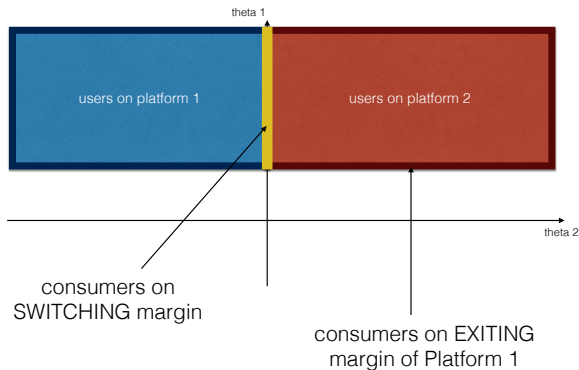 theta 1
users on platform 1
users on platform 2
theta 2
consumers on
SWITCHING margin
consumers on EXITING
margin of Platform 1